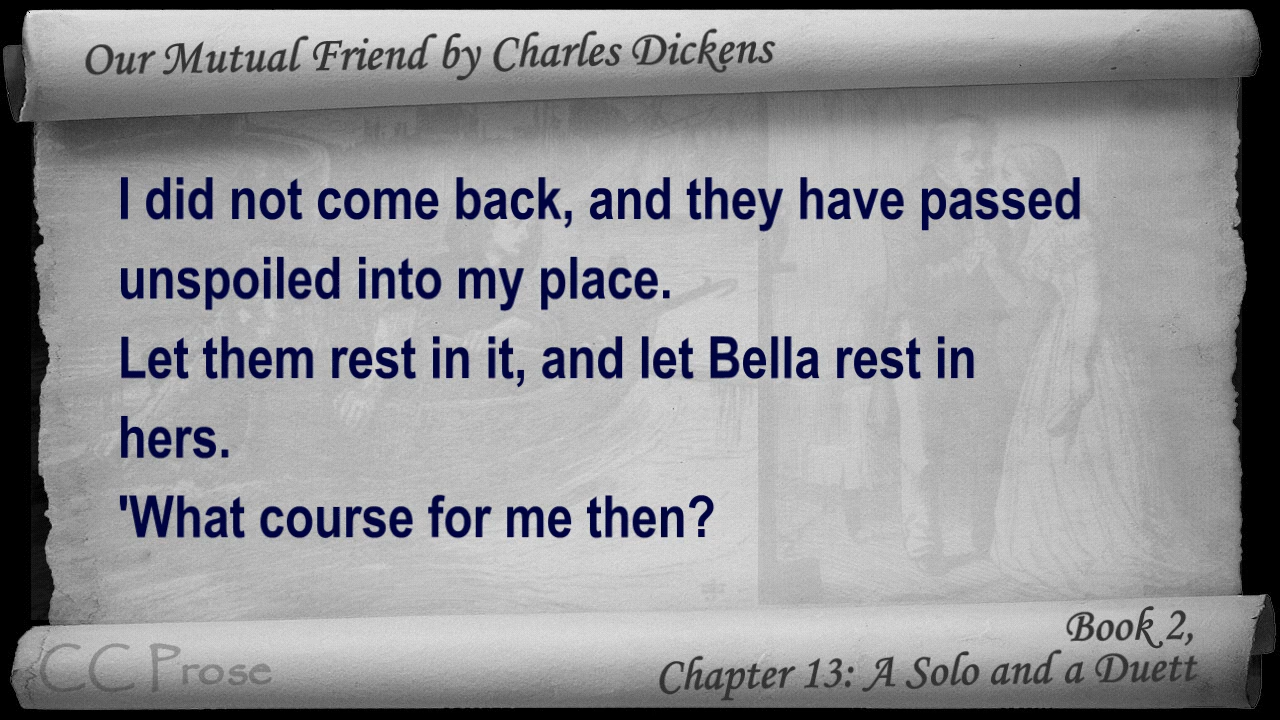 Our Mutual Friend by Charles Dickens
I did not come back, and they have passed
unspoiled into my place.
Let them rest in it, and let Bella rest in
hers.
'What course for me then?
Book 2,
CC Prose
Chapter 13: A Solo and a Duett